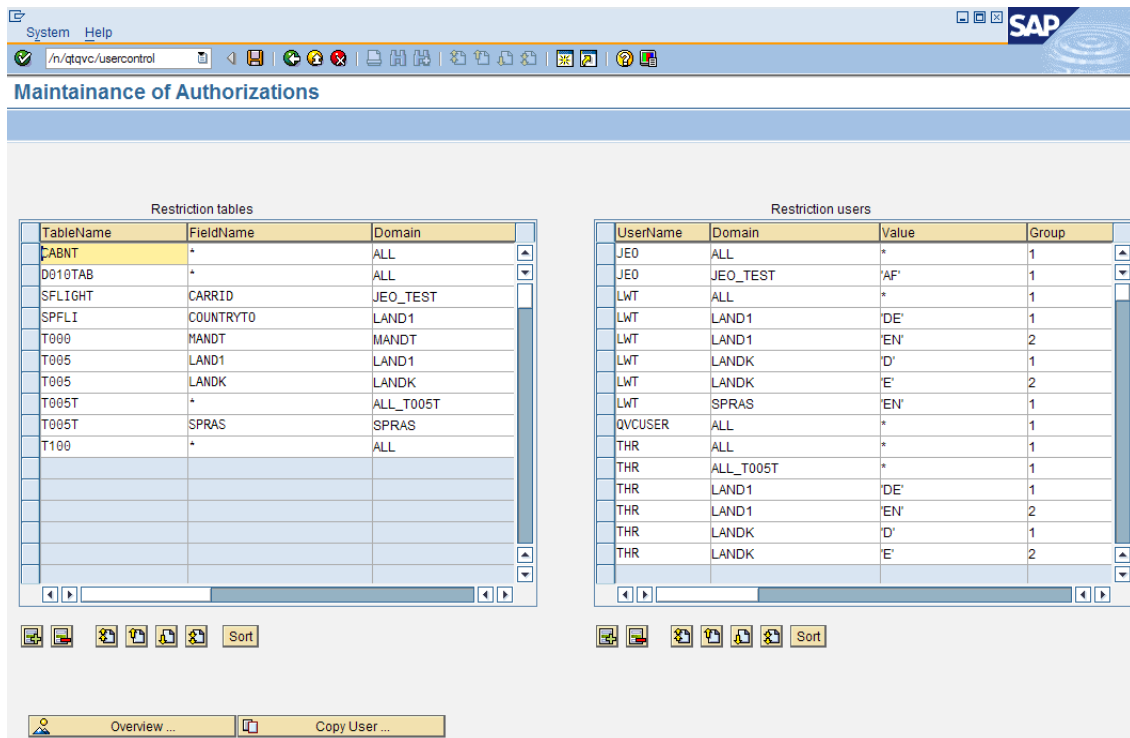 System Help
SAP
/n/qtqvc/usercontrol
Maintainance of Authorizations
Restriction tables
TableName FieldName Domain
CABNT * ALL
D010TAB * ALL
SFLIGHT CARRID JEO_TEST
SPFLI COUNTRYTO LAND1
T000 MANDT MANDT
T005 LAND1 LAND1
T005 LANDK LANDK
T005T * ALL_T005T
T005T SPRAS SPRAS
T100 * ALL
Sort
Restriction users
UserName Domain Value Group
JEO ALL * 1
JEO JEO_TEST 'AF' 1
LWT ALL * 1
LWT LAND1 'DE' 1
LWT LAND1 'EN' 2
LWT LANDK 'D' 1
LWT LANDK 'E' 2
LWT SPRAS 'EN' 1
QVCUSER ALL * 1
THR ALL * 1
THR ALL_T005T * 1
THR LAND1 'DE' 1
THR LAND1 'EN' 2
THR LANDK 'D' 1
THR LANDK 'E' 2
Sort
Overview ... Copy User ...